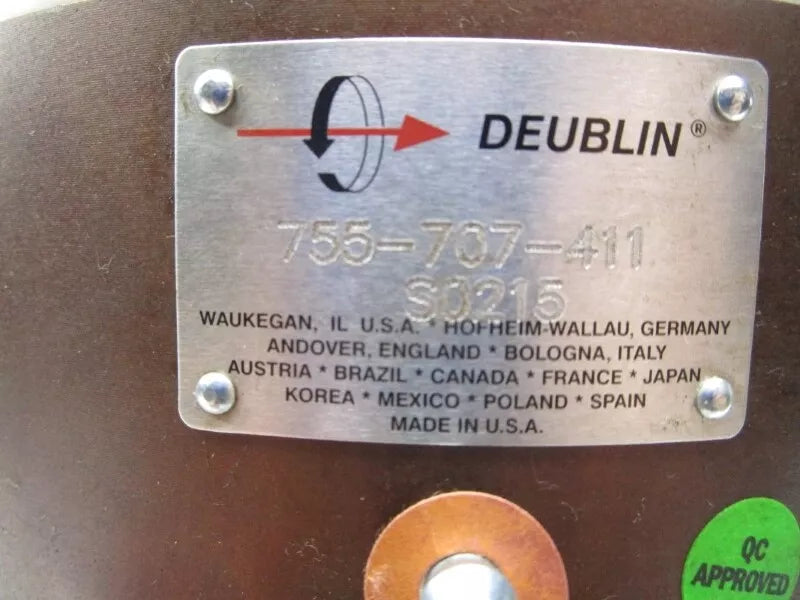 DEUBLIN®
755-707-411
S0215
WAUKEGAN, IL U.S.A. * HOFHEIM-WALLAU, GERMANY
ANDOVER, ENGLAND * BOLOGNA, ITALY
AUSTRIA * BRAZIL * CANADA * FRANCE * JAPAN
KOREA * MEXICO * POLAND * SPAIN
MADE IN U.S.A.
QC
APPROVED